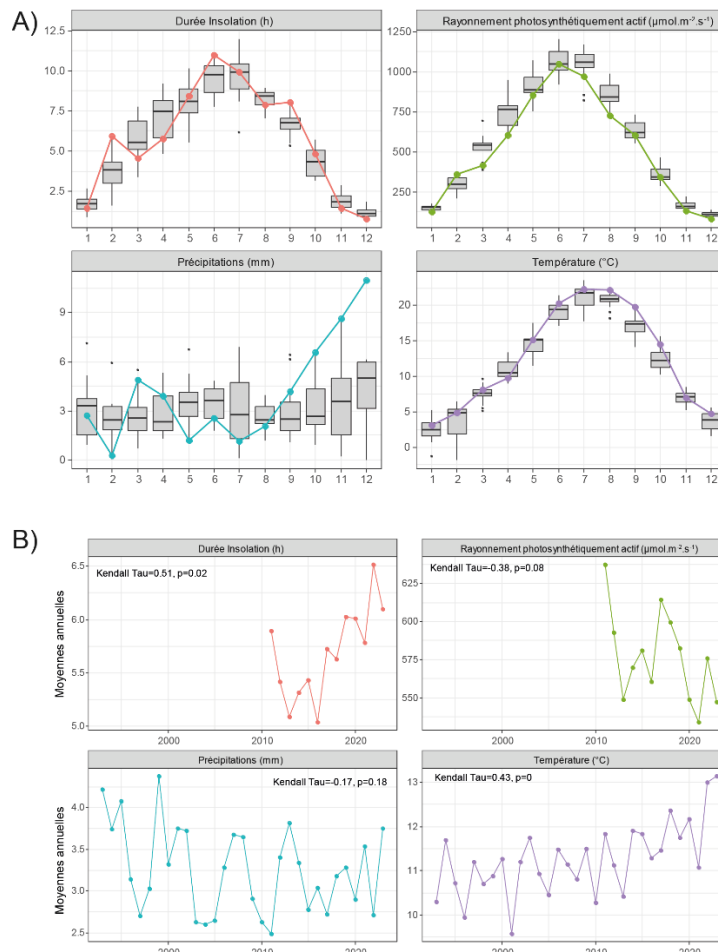 A)
Durée Insolation (h)
12.5
10.0
7.5
5.0
2.5
1 2 3 4 5 6 7 8 9 10 11 12
Rayonnement photosynthétiquement actif (µmol.m⁻².s⁻¹)
1250
1000
750
500
250
1 2 3 4 5 6 7 8 9 10 11 12
Précipitations (mm)
9
6
3
0
1 2 3 4 5 6 7 8 9 10 11 12
Température (°C)
20
15
10
5
0
1 2 3 4 5 6 7 8 9 10 11 12
B)
Moyennes annuelles
Durée Insolation (h)
Kendall Tau=0.51, p=0.02
6.5
6.0
5.5
5.0
2000 2010 2020
Rayonnement photosynthétiquement actif (µmol.m⁻².s⁻¹)
Kendall Tau=-0.38, p=0.08
625
600
575
550
2000 2010 2020
Moyennes annuelles
Précipitations (mm)
Kendall Tau=-0.17, p=0.18
4.0
3.5
3.0
2.5
2000 2010 2020
Température (°C)
Kendall Tau=0.43, p=0
13
12
11
10
2000 2010 2020